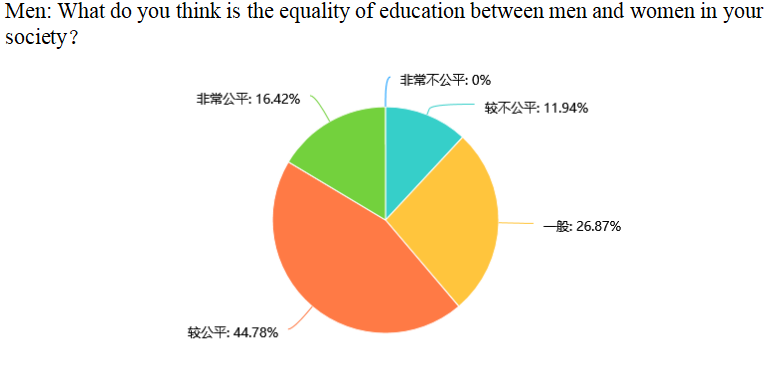 Men: What do you think is the equality of education between men and women in your
society?
非常不公平: 0%
非常公平: 16.42%
较不公平: 11.94%
一般: 26.87%
较公平: 44.78%